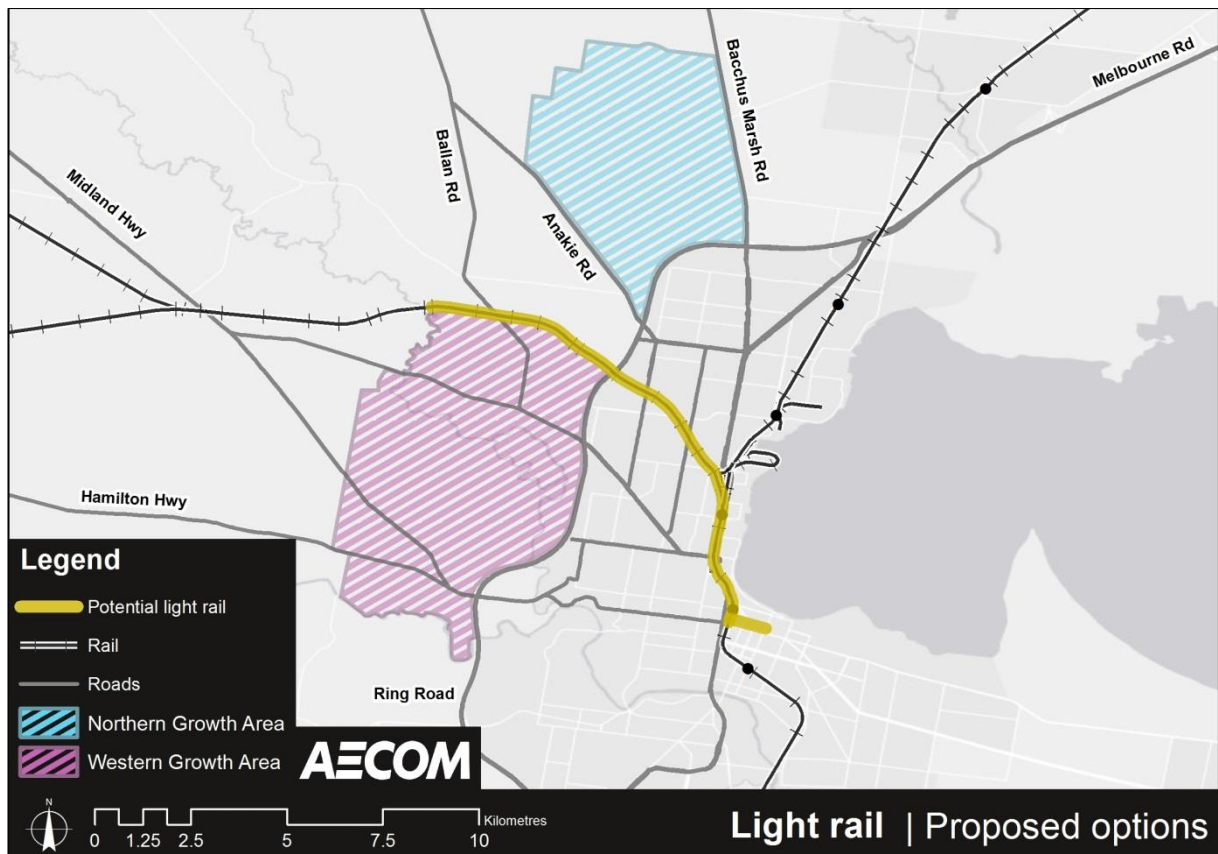 Bacchus Marsh Rd
Melbourne Rd
Ballan Rd
Midland Hwy
Anakie Rd
Hamilton Hwy
Ring Road
Legend
Potential light rail
Rail
Roads
Northern Growth Area
Western Growth Area
AECOM
N
0 1.25 2.5 5 7.5 10
Kilometres
Light rail | Proposed options